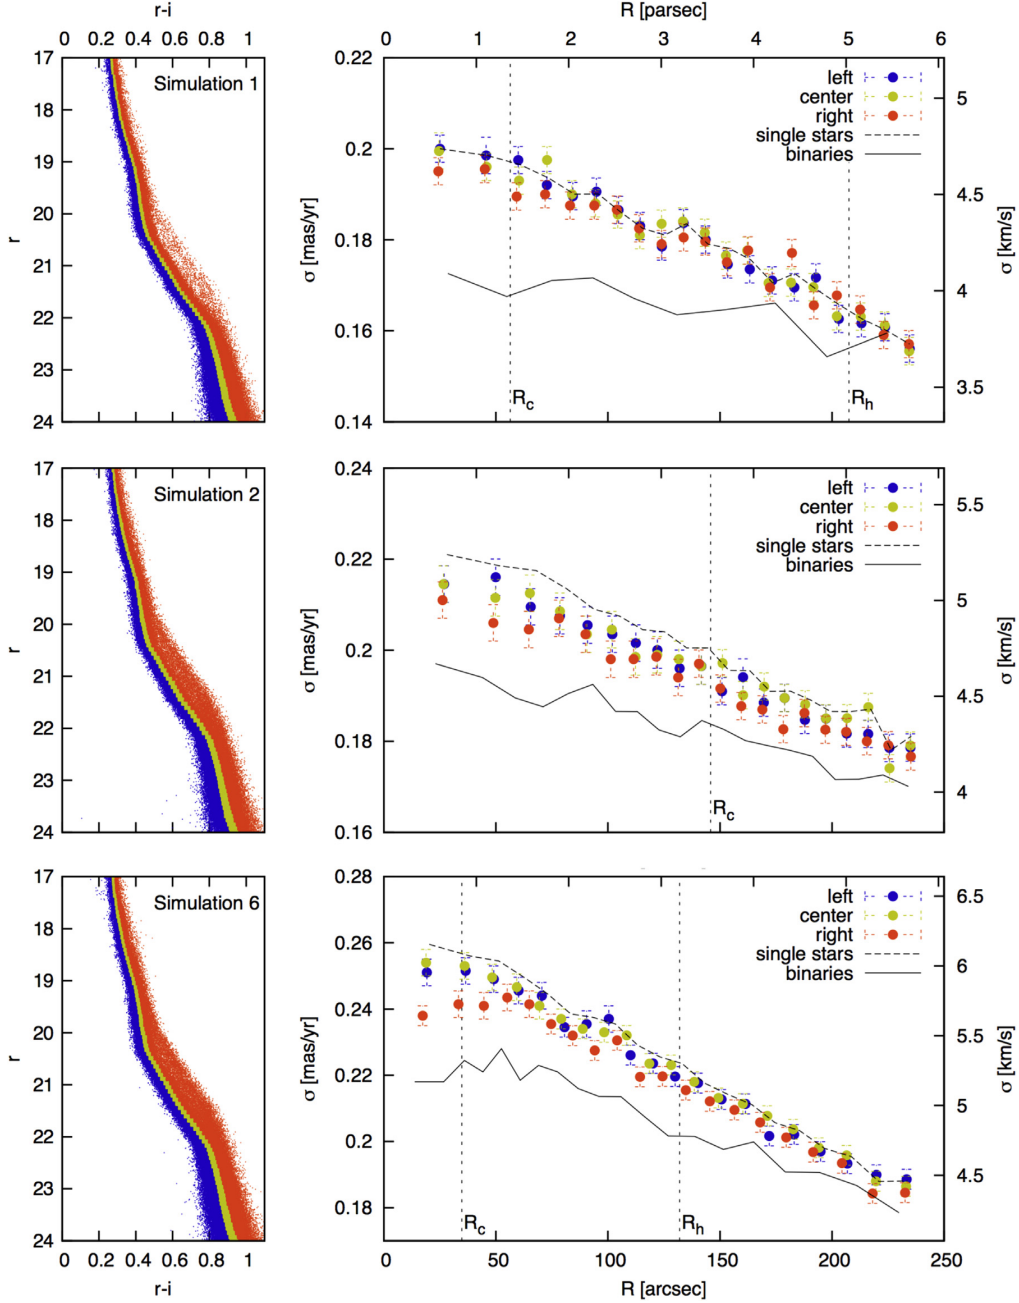 r-i
R [parsec]
0 0.2 0.4 0.6 0.8 1
0 1 2 3 4 5 6
Simulation 1
r
17
18
19
20
21
22
23
24
σ [mas/yr]
0.22
0.2
0.18
0.16
0.14
left
center
right
single stars
binaries
R_c
R_h
5
4.5
4
3.5
σ [km/s]
Simulation 2
r
17
18
19
20
21
22
23
24
σ [mas/yr]
0.24
0.22
0.2
0.18
0.16
left
center
right
single stars
binaries
R_c
5.5
5
4.5
4
σ [km/s]
Simulation 6
r
17
18
19
20
21
22
23
24
σ [mas/yr]
0.28
0.26
0.24
0.22
0.2
0.18
left
center
right
single stars
binaries
R_c
R_h
6.5
6
5.5
5
4.5
σ [km/s]
0 0.2 0.4 0.6 0.8 1
0 50 100 150 200 250
r-i
R [arcsec]